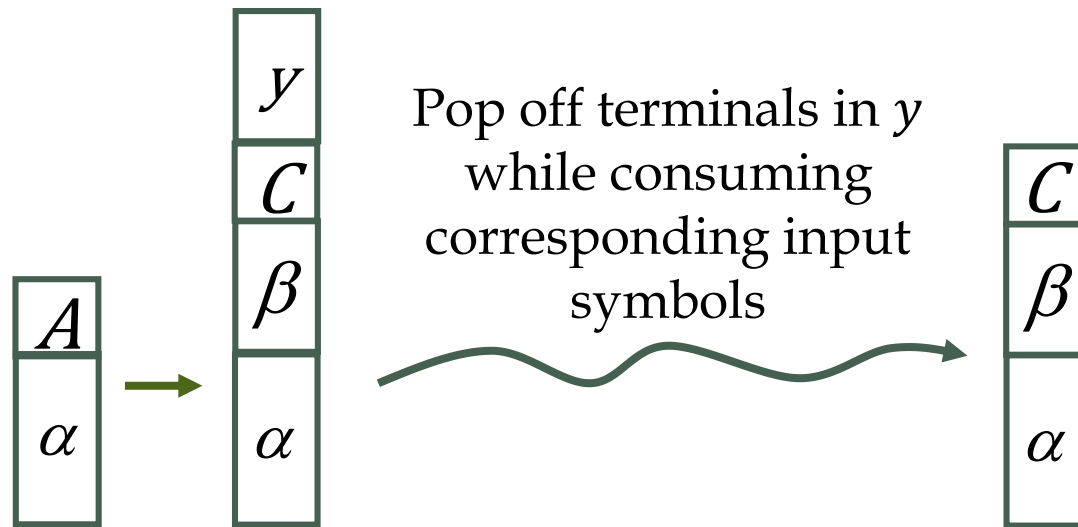 A
α
y
C
β
α
Pop off terminals in y
while consuming
corresponding input
symbols
C
β
α